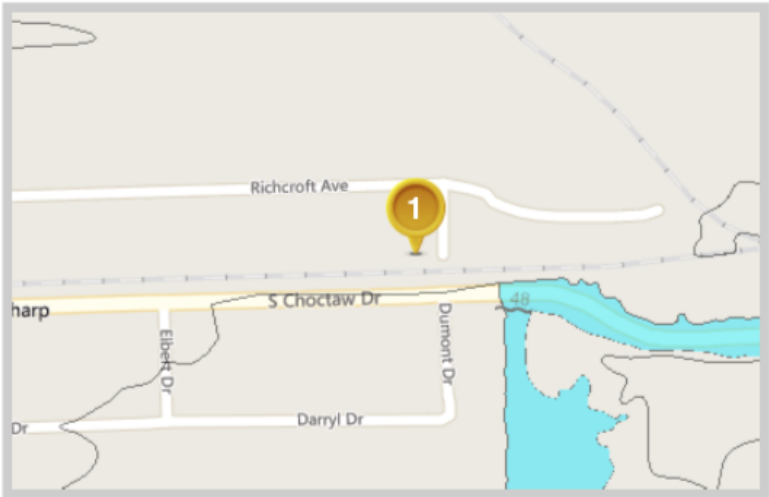 Richcroft Ave
1
S Choctaw Dr
48
harp
Elbert Dr
Dumont Dr
Darryl Dr
Dr